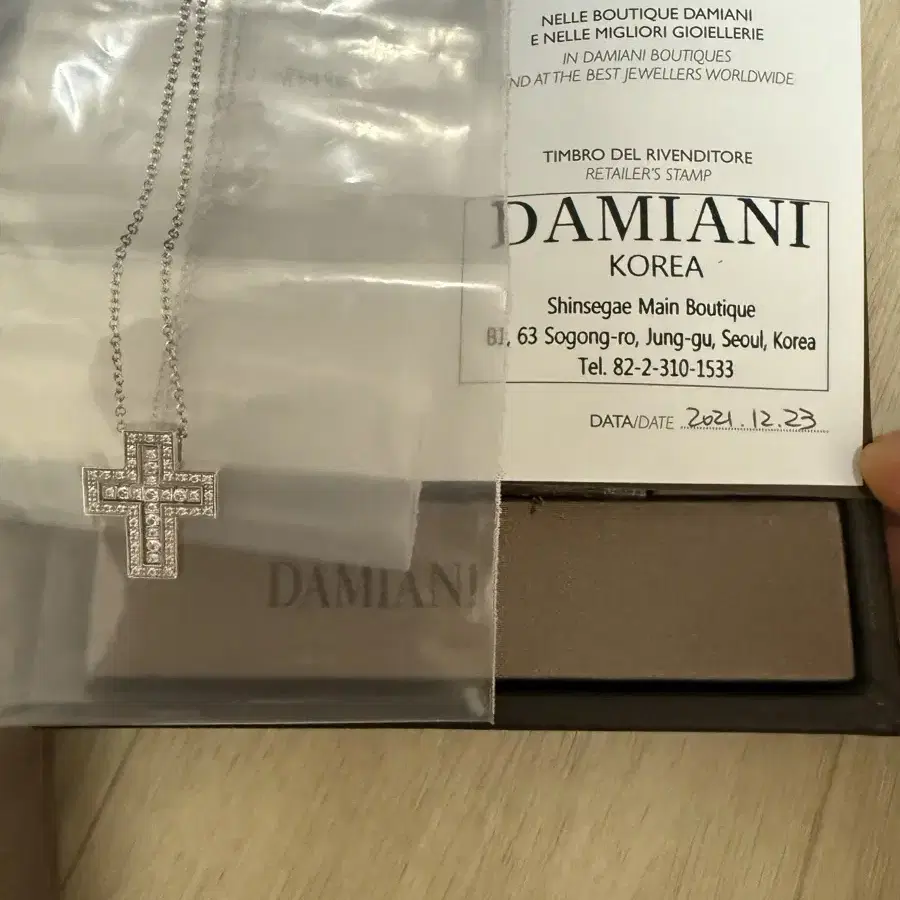 NELLE BOUTIQUE DAMIANI
E NELLE MIGLIORI GIOIELLERIE
IN DAMIANI BOUTIQUES
AND AT THE BEST JEWELLERS WORLDWIDE
TIMBRO DEL RIVENDITORE
RETAILER'S STAMP
DAMIANI
KOREA
Shinsegae Main Boutique
B1, 63 Sogong-ro, Jung-gu, Seoul, Korea
Tel. 82-2-310-1533
DATA/DATE 2021.12.23
DAMIANI